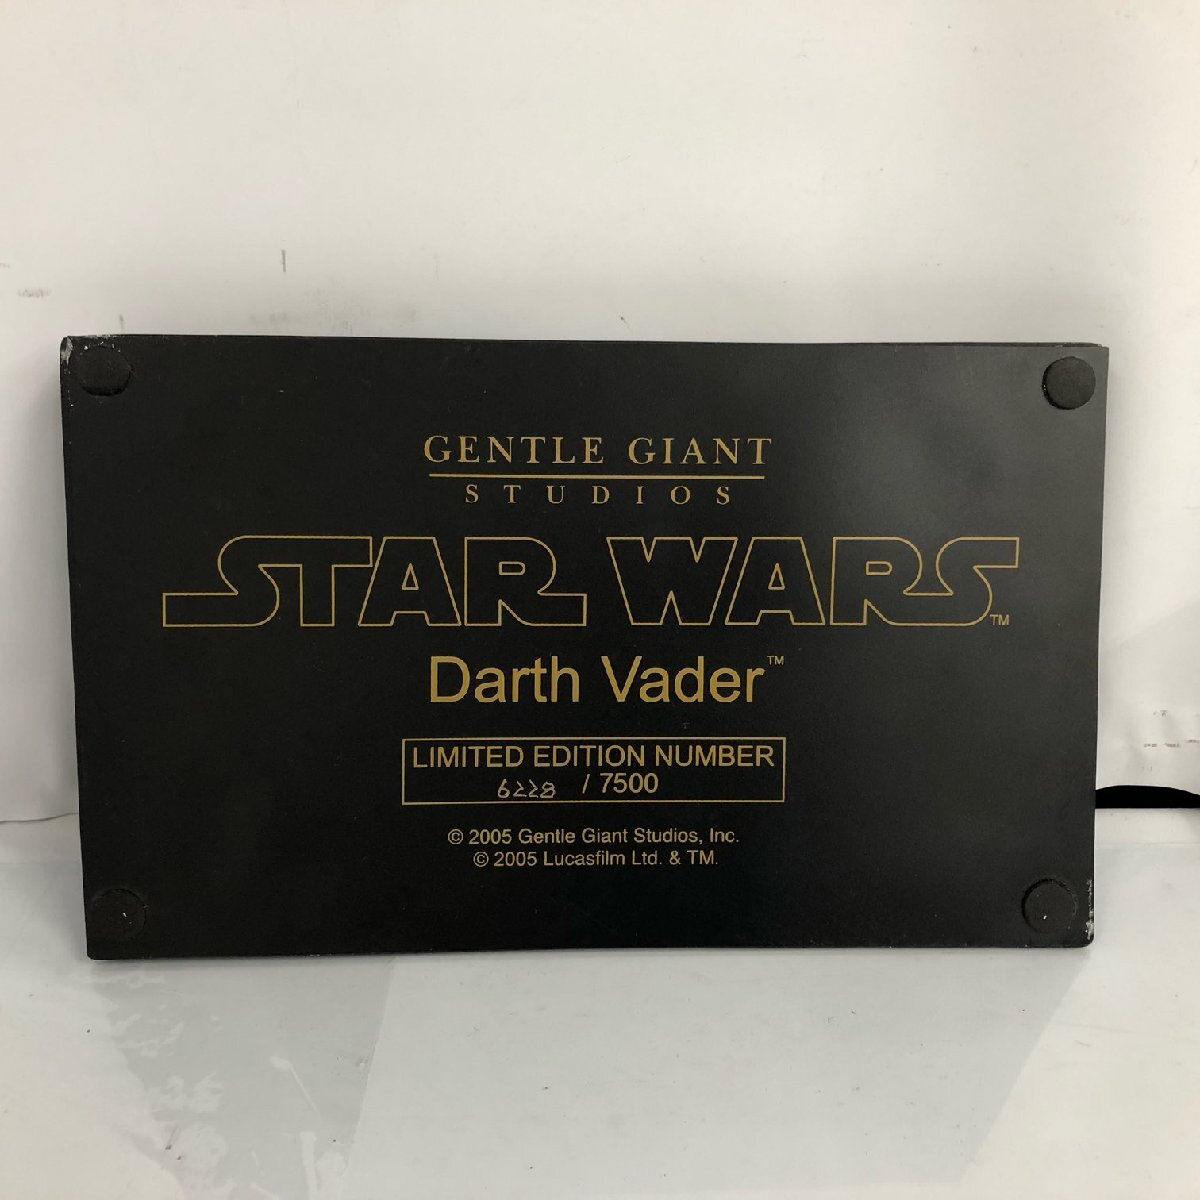 GENTLE GIANT
STUDIOS
STAR WARS™
Darth Vader™
LIMITED EDITION NUMBER
6228 / 7500
© 2005 Gentle Giant Studios, Inc.
© 2005 Lucasfilm Ltd. & TM.